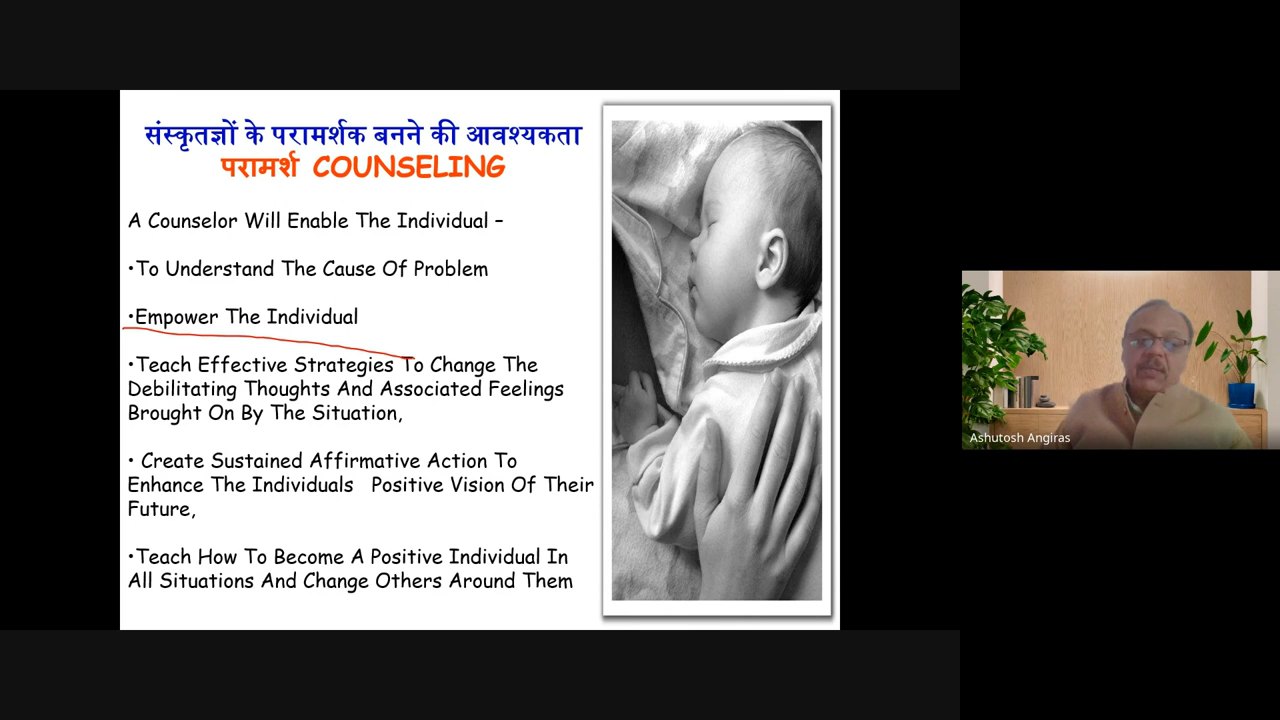 संस्कृतज्ञों के परामर्शक बनने की आवश्यकता
परामर्श COUNSELING
A Counselor Will Enable The Individual –
•To Understand The Cause Of Problem
•Empower The Individual
•Teach Effective Strategies To Change The
Debilitating Thoughts And Associated Feelings
Brought On By The Situation,
• Create Sustained Affirmative Action To
Enhance The Individuals Positive Vision Of Their
Future,
•Teach How To Become A Positive Individual In
All Situations And Change Others Around Them
Ashutosh Angiras